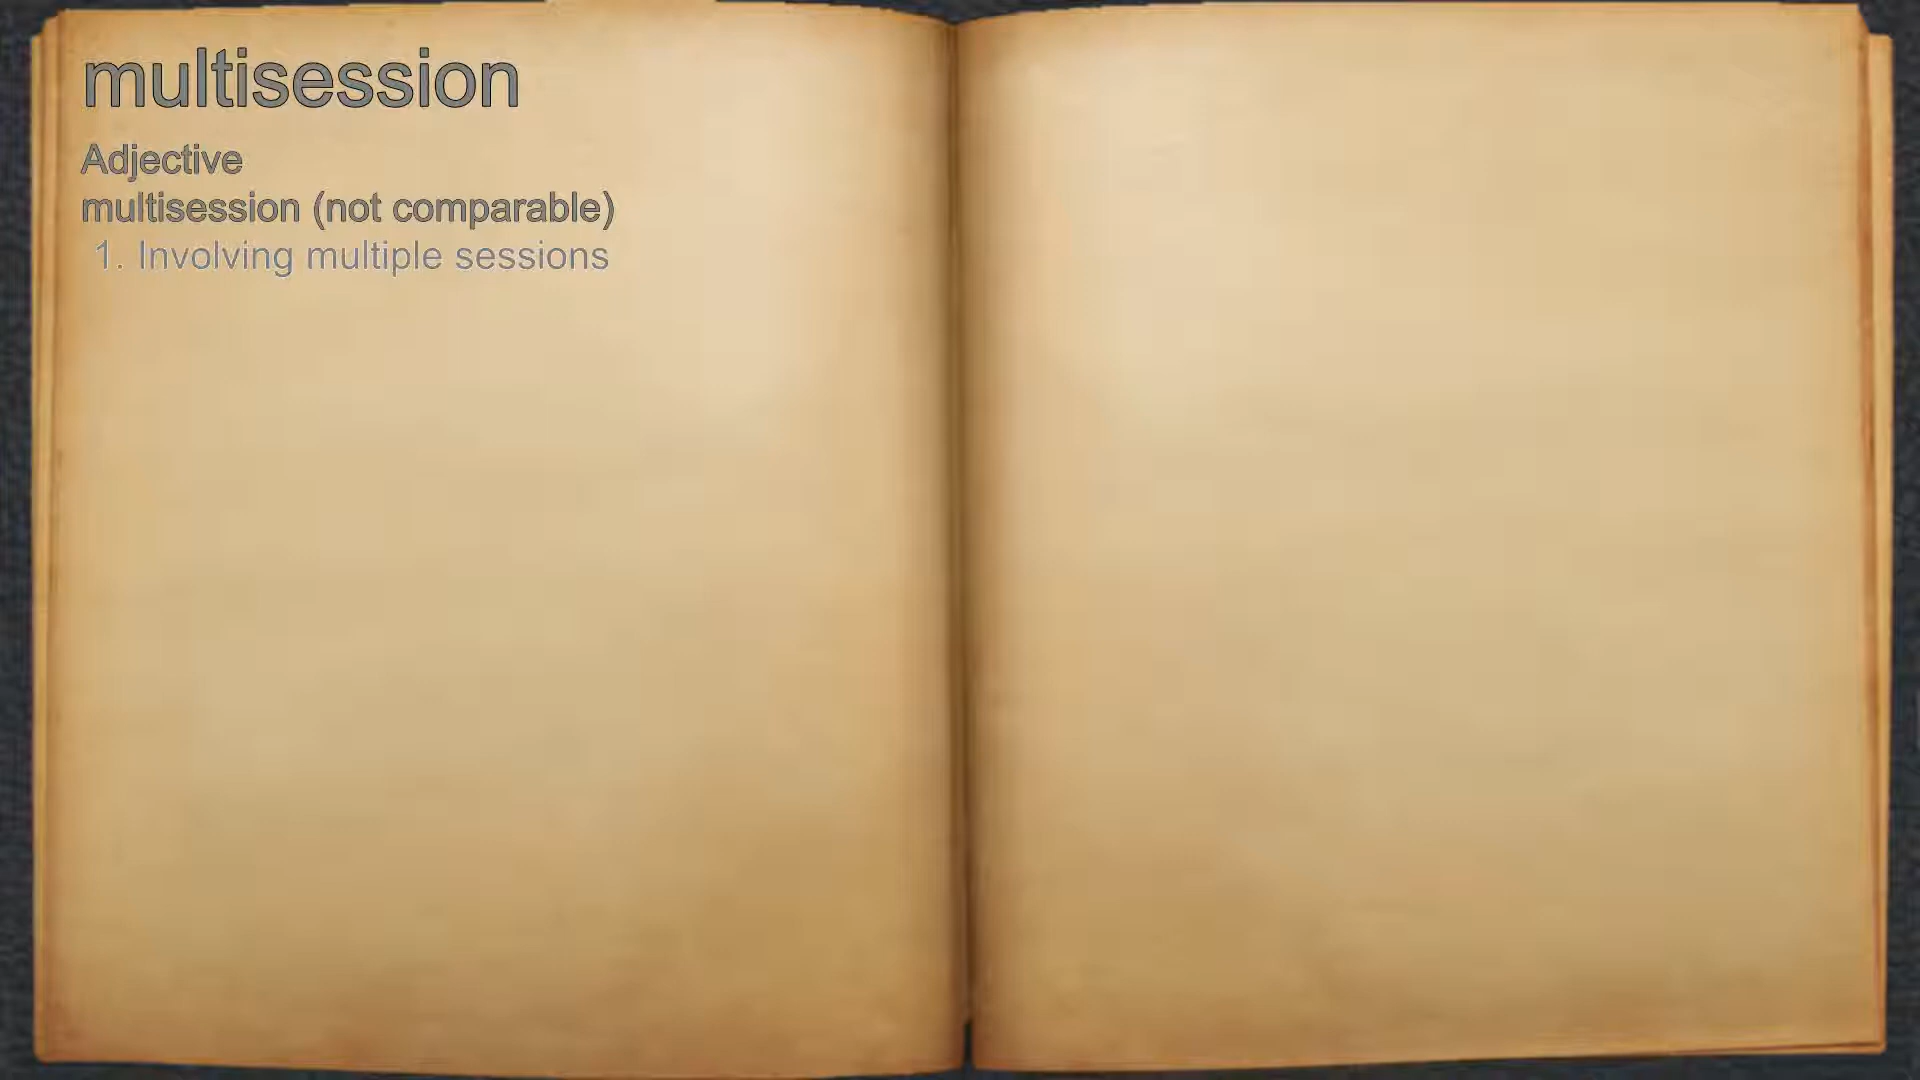 multisession
Adjective
multisession (not comparable)
1. Involving multiple sessions